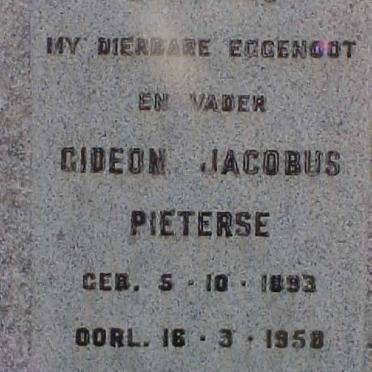 MY DIERBARE EGGENOOT
EN VADER
GIDEON JACOBUS
PIETERSE
GEB. 5 · 10 · 1893
OORL. 16 · 3 · 1958